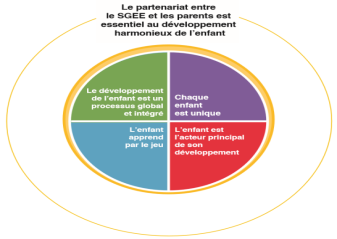 Le partenariat entre
le SGEE et les parents est
essentiel au développement
harmonieux de l'enfant
Le développement
de l'enfant est un
processus global
et intégré
Chaque
enfant
est unique
L'enfant
apprend
par le jeu
L'enfant est
l'acteur principal
de son
développement